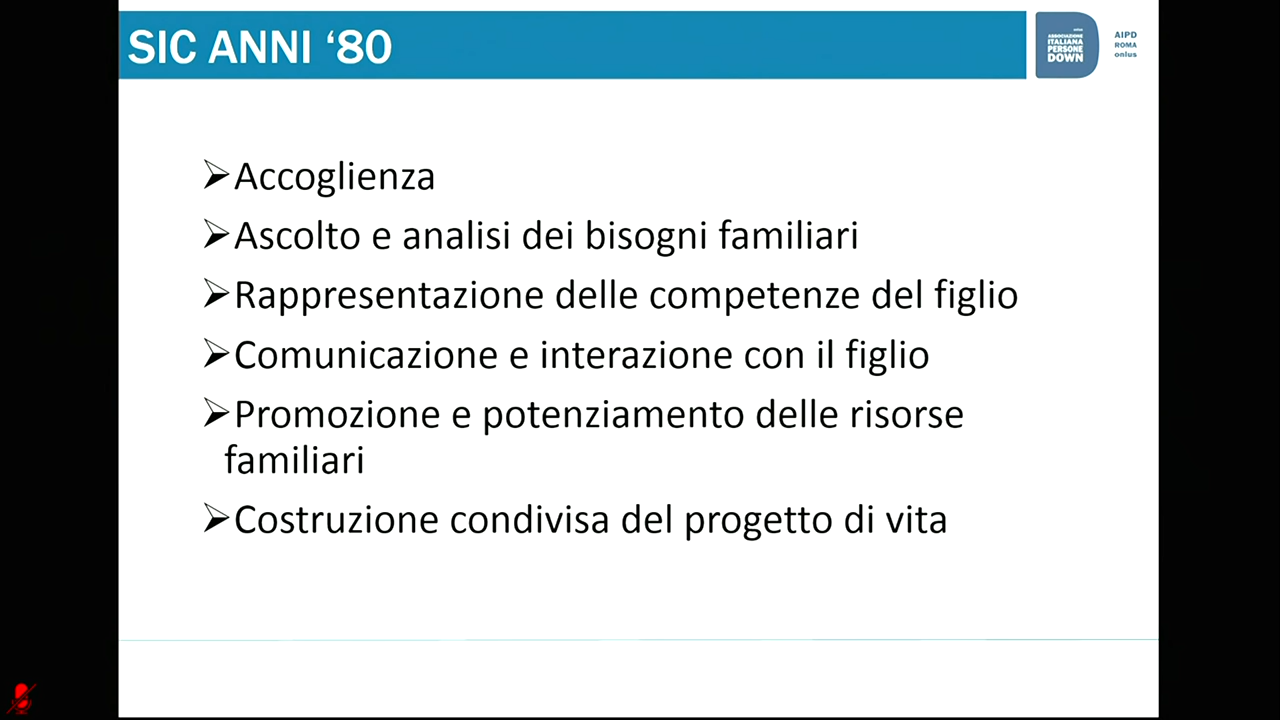 SIC ANNI ‘80
ASSOCIAZIONE
ITALIANA
PERSONE
DOWN
AIPD
ROMA
onlus
➢Accoglienza
➢Ascolto e analisi dei bisogni familiari
➢Rappresentazione delle competenze del figlio
➢Comunicazione e interazione con il figlio
➢Promozione e potenziamento delle risorse
familiari
➢Costruzione condivisa del progetto di vita